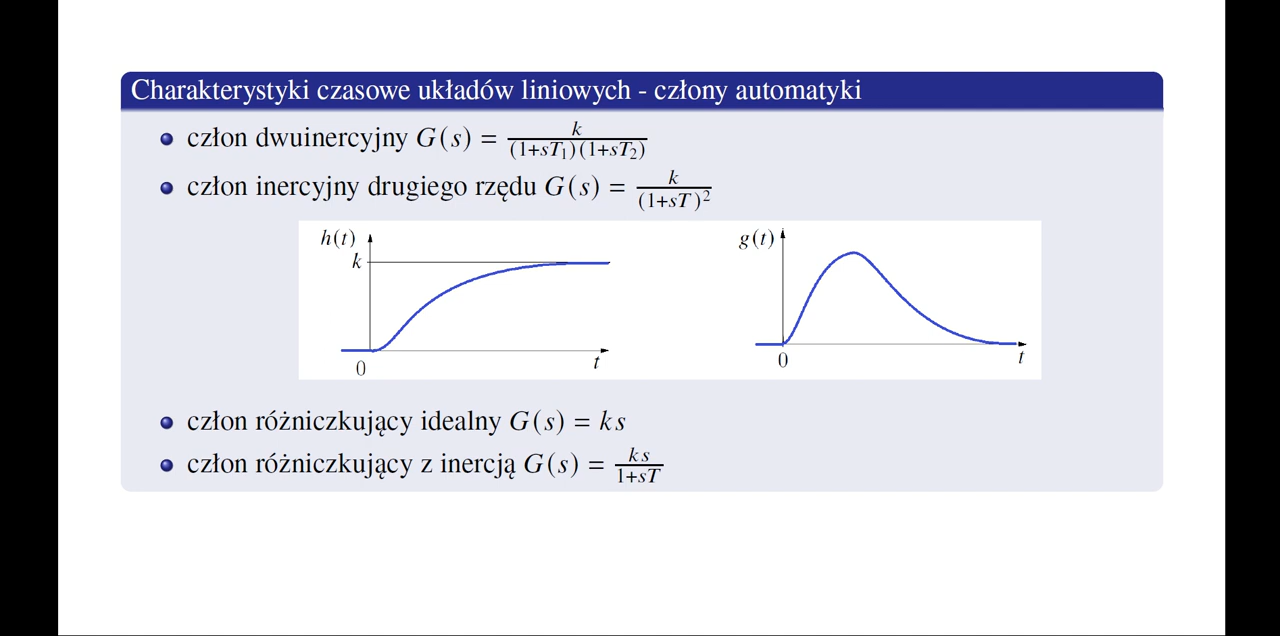 Charakterystyki czasowe układów liniowych - człony automatyki
człon dwuinercyjny G(s) = k / (1+sT₁)(1+sT₂)
człon inercyjny drugiego rzędu G(s) = k / (1+sT)²
h(t)
k
0
t
g(t)
0
t
człon różniczkujący idealny G(s) = ks
człon różniczkujący z inercją G(s) = ks / 1+sT